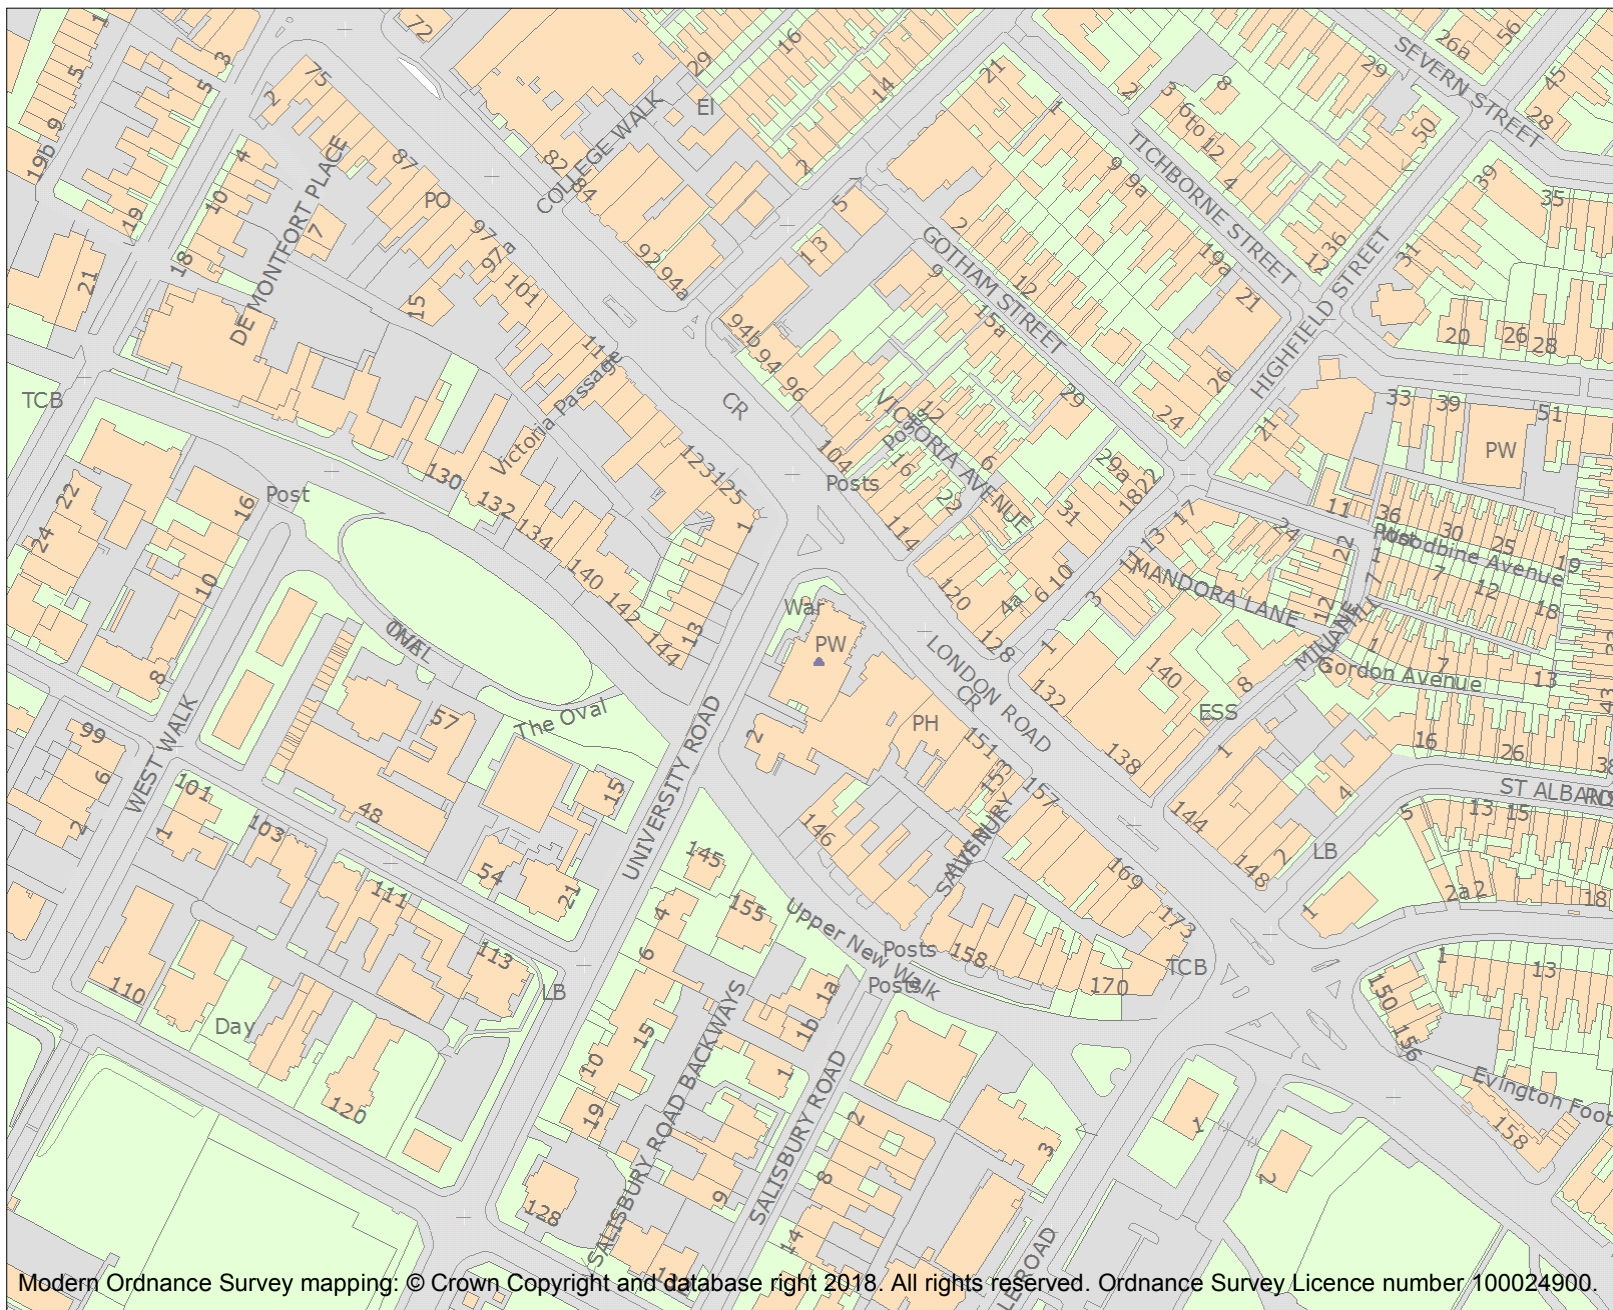 72
75
2
3
5
1
5
9
19b
19
4
10
18
21
7
87
PO
97a
97
101
15
DE MONTFORT PLACE
COLLEGE WALK
82
84
92
94a
29
16
14
El
2
5
13
94b
94
96
CR
21
1
2
3
6to
12
8
4
9
9a
TICHBORNE STREET
SEVERN STREET
29
26a
56
45
28
50
39
35
36
12
31
19a
21
26
24
2
GOTHAM STREET
9
12
15a
29
HIGHFIELD STREET
20
26
28
33
39
51
PW
21
TCB
22
24
16
10
8
Post
130
132
134
140
142
144
Victoria Passage
123
125
1
13
104
Posts
VICTORIA AVENUE
12
6
16
22
114
29a
22
18
31
120
4a
6
10
128
17
113
3
1
MANDORA LANE
24
11
36
30
25
19
22
Woodbine Avenue
7
12
18
12
Gordon Avenue
1
7
13
16
26
War
PW
PH
2
LONDON ROAD
CR
132
140
138
ESS
8
1
144
148
2
LB
4
5
13
15
2a
2
18
ST ALBANS
43
151
153
157
169
173
146
SALISBURY
AVENUE
OVAL
The Oval
57
15
48
54
21
UNIVERSITY ROAD
WEST WALK
99
6
2
101
1
103
111
113
110
Day
120
LB
145
155
4
6
Upper New Walk
Posts
Posts
158
170
TCB
1a
1b
1
10
15
19
128
9
SALISBURY ROAD BACKWAYS
SALISBURY ROAD
2
8
14
3
1
2
1
1
13
150
156
158
Evington Foot
LE ROAD
Modern Ordnance Survey mapping: © Crown Copyright and database right 2018. All rights reserved. Ordnance Survey Licence number 100024900.